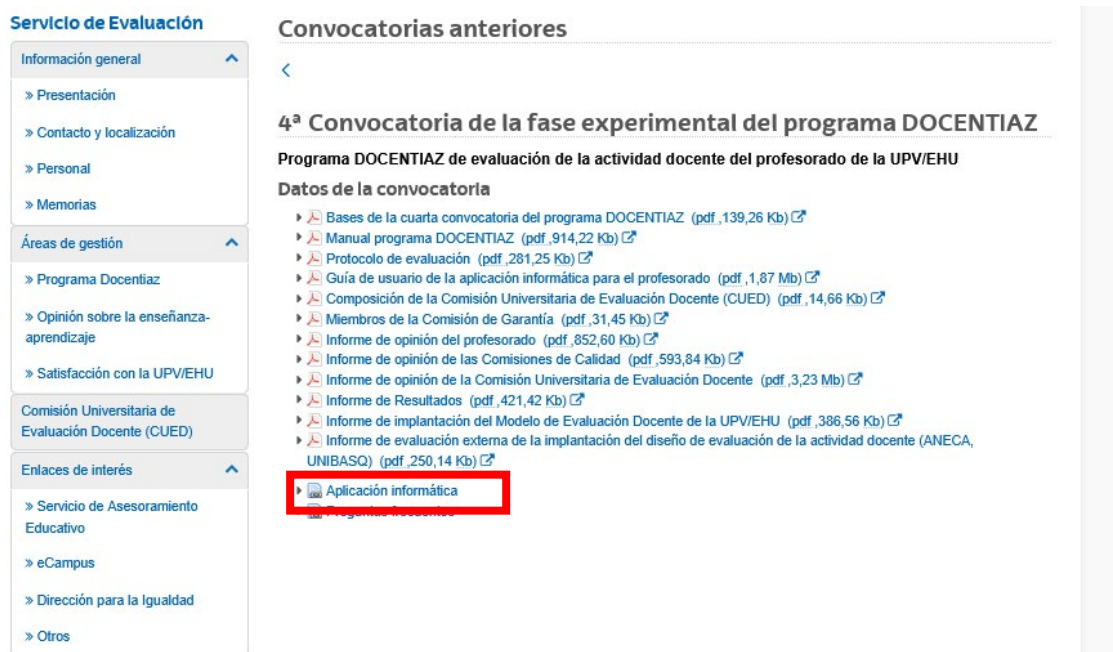 Servicio de Evaluación
Información general
» Presentación
» Contacto y localización
» Personal
» Memorias
Áreas de gestión
» Programa Docentiaz
» Opinión sobre la enseñanza-
aprendizaje
» Satisfacción con la UPV/EHU
Comisión Universitaria de
Evaluación Docente (CUED)
Enlaces de interés
» Servicio de Asesoramiento
Educativo
» eCampus
» Dirección para la Igualdad
» Otros
Convocatorias anteriores
4ª Convocatoria de la fase experimental del programa DOCENTIAZ
Programa DOCENTIAZ de evaluación de la actividad docente del profesorado de la UPV/EHU
Datos de la convocatoria
Bases de la cuarta convocatoria del programa DOCENTIAZ (pdf ,139,26 Kb)
Manual programa DOCENTIAZ (pdf ,914,22 Kb)
Protocolo de evaluación (pdf ,281,25 Kb)
Guía de usuario de la aplicación informática para el profesorado (pdf ,1,87 Mb)
Composición de la Comisión Universitaria de Evaluación Docente (CUED) (pdf ,14,66 Kb)
Miembros de la Comisión de Garantía (pdf ,31,45 Kb)
Informe de opinión del profesorado (pdf ,852,60 Kb)
Informe de opinión de las Comisiones de Calidad (pdf ,593,84 Kb)
Informe de opinión de la Comisión Universitaria de Evaluación Docente (pdf ,3,23 Mb)
Informe de Resultados (pdf ,421,42 Kb)
Informe de implantación del Modelo de Evaluación Docente de la UPV/EHU (pdf ,386,56 Kb)
Informe de evaluación externa de la implantación del diseño de evaluación de la actividad docente (ANECA,
UNIBASQ) (pdf ,250,14 Kb)
Aplicación informática
Preguntas frecuentes